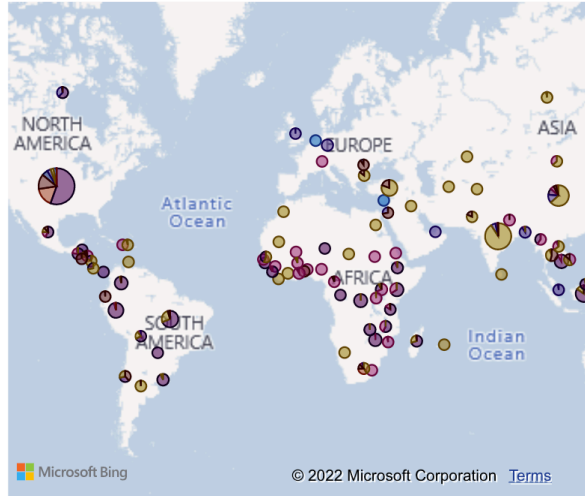 NORTH
AMERICA
EUROPE
ASIA
Atlantic
Ocean
AFRICA
SOUTH
AMERICA
Indian
Ocean
Microsoft Bing
© 2022 Microsoft Corporation Terms